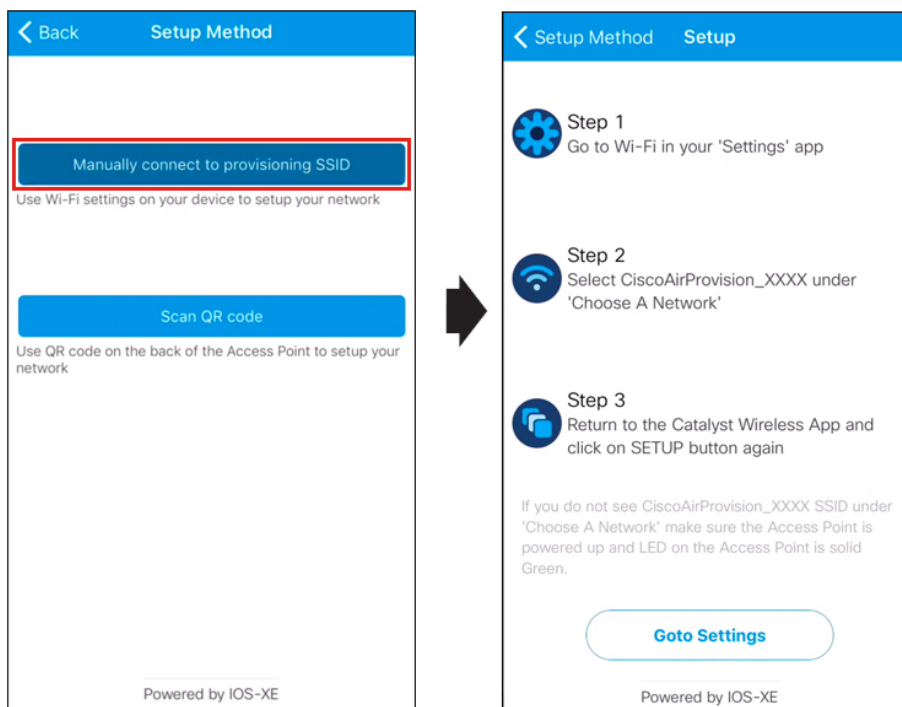 Back
Setup Method
Manually connect to provisioning SSID
Use Wi-Fi settings on your device to setup your network
Scan QR code
Use QR code on the back of the Access Point to setup your
network
Powered by IOS-XE
Setup Method
Setup
Step 1
Go to Wi-Fi in your 'Settings' app
Step 2
Select CiscoAirProvision_XXXX under
'Choose A Network'
Step 3
Return to the Catalyst Wireless App and
click on SETUP button again
If you do not see CiscoAirProvision_XXXX SSID under
'Choose A Network' make sure the Access Point is
powered up and LED on the Access Point is solid
Green.
Goto Settings
Powered by IOS-XE